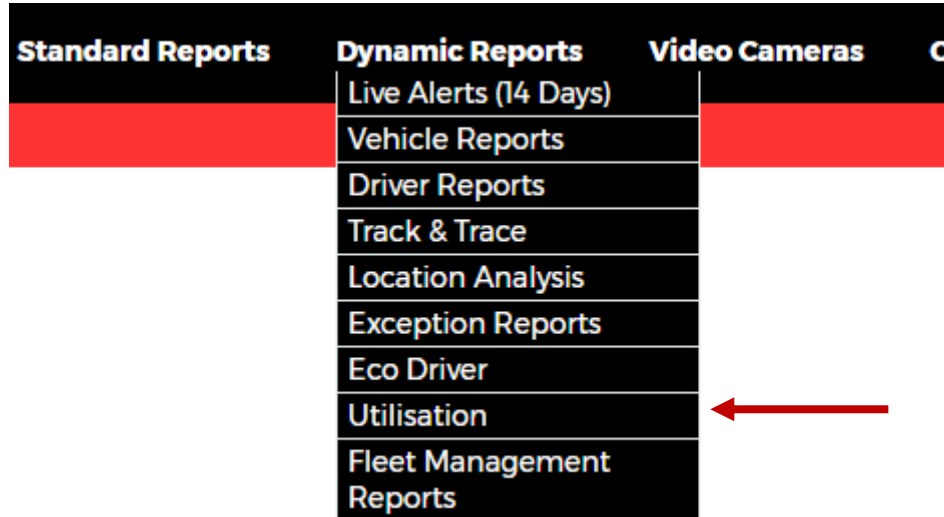 Standard Reports Dynamic Reports Video Cameras
Live Alerts (14 Days)
Vehicle Reports
Driver Reports
Track & Trace
Location Analysis
Exception Reports
Eco Driver
Utilisation
Fleet Management
Reports